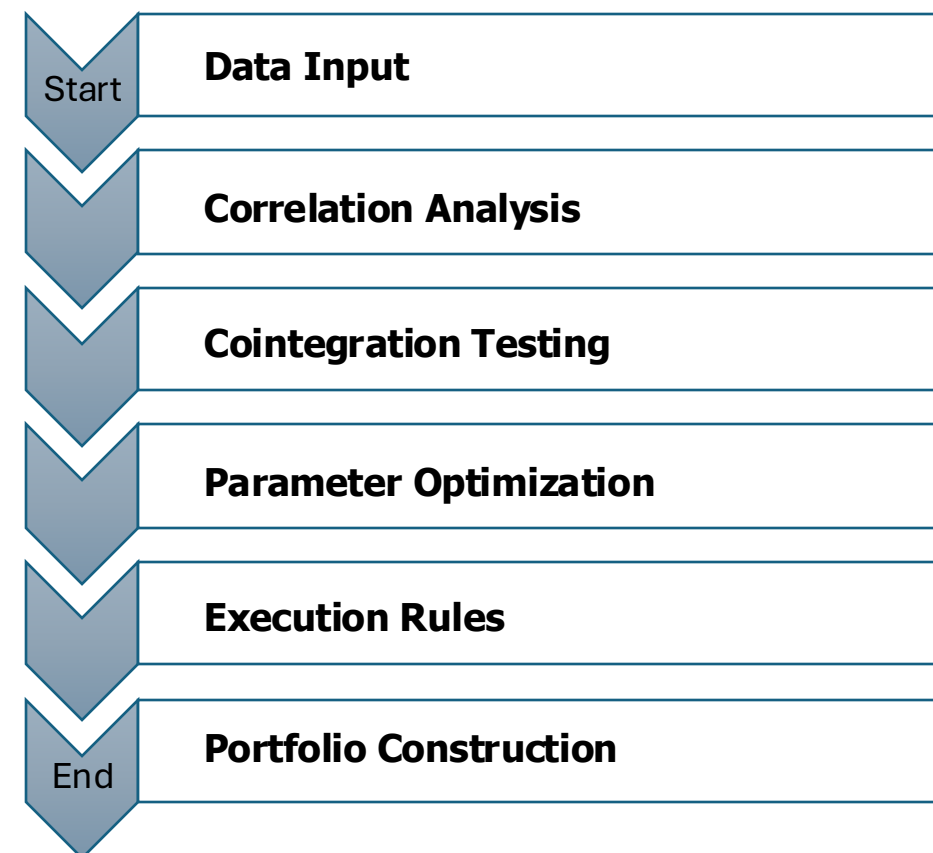 Start
Data Input
Correlation Analysis
Cointegration Testing
Parameter Optimization
Execution Rules
Portfolio Construction
End